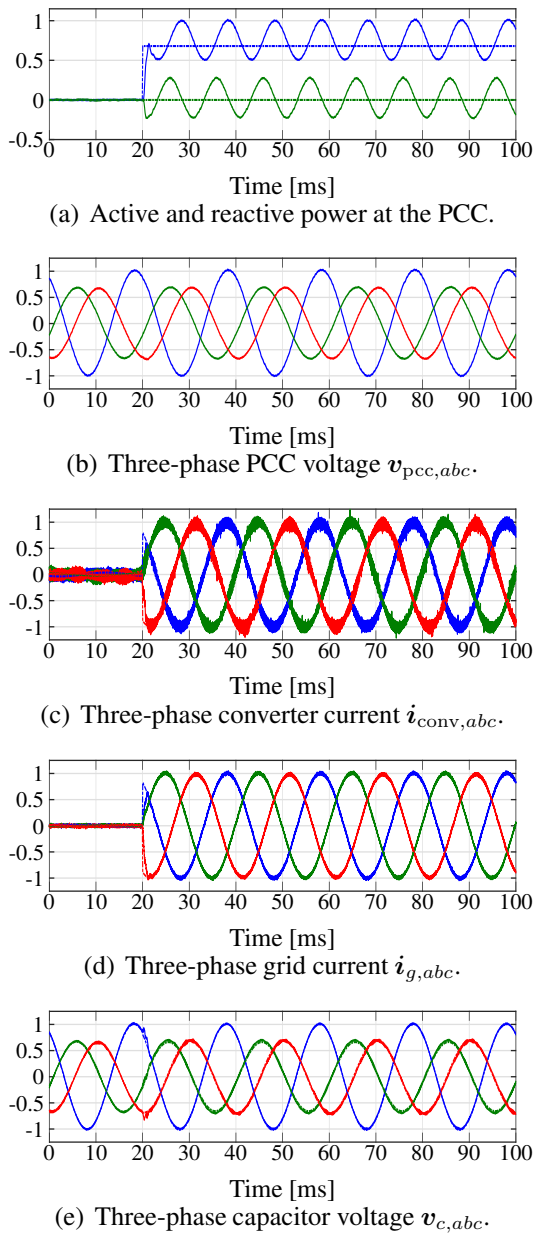 1
0.5
0
-0.5
0 10 20 30 40 50 60 70 80 90 100
Time [ms]
(a) Active and reactive power at the PCC.
1
0.5
0
-0.5
-1
0 10 20 30 40 50 60 70 80 90 100
Time [ms]
(b) Three-phase PCC voltage v_pcc,abc.
1
0.5
0
-0.5
-1
0 10 20 30 40 50 60 70 80 90 100
Time [ms]
(c) Three-phase converter current i_conv,abc.
1
0.5
0
-0.5
-1
0 10 20 30 40 50 60 70 80 90 100
Time [ms]
(d) Three-phase grid current i_g,abc.
1
0.5
0
-0.5
-1
0 10 20 30 40 50 60 70 80 90 100
Time [ms]
(e) Three-phase capacitor voltage v_c,abc.